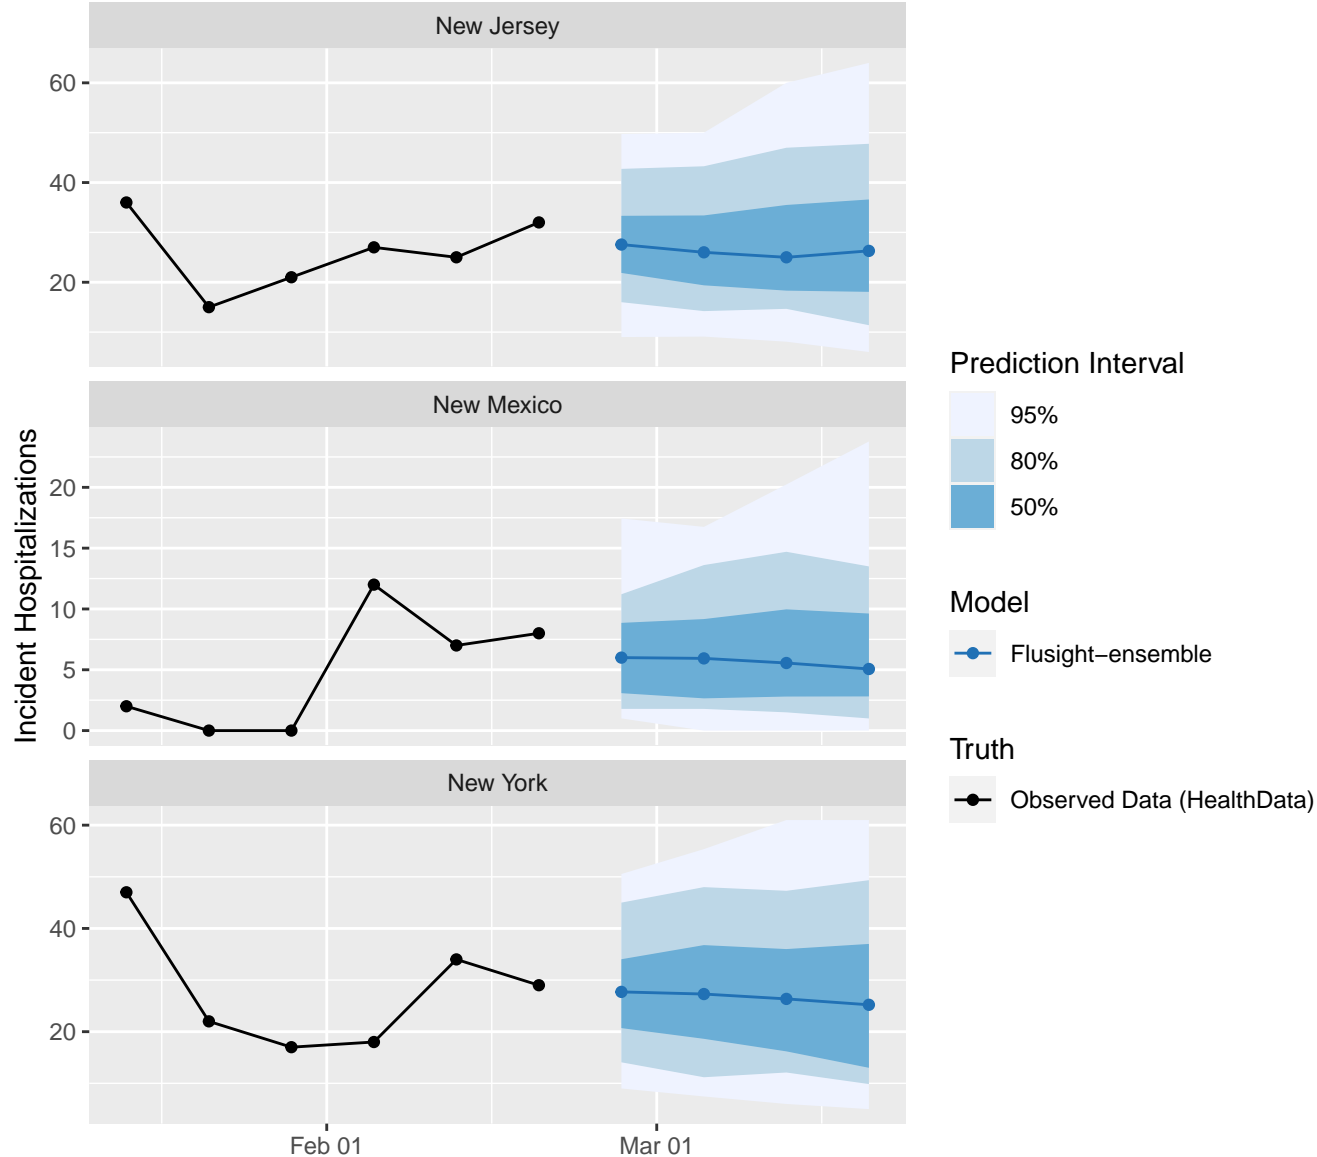 New Jersey
60
40
20
New Mexico
20
15
10
5
0
New York
60
40
20
Feb 01
Mar 01
Incident Hospitalizations
Prediction Interval
95%
80%
50%
Model
Flusight−ensemble
Truth
Observed Data (HealthData)